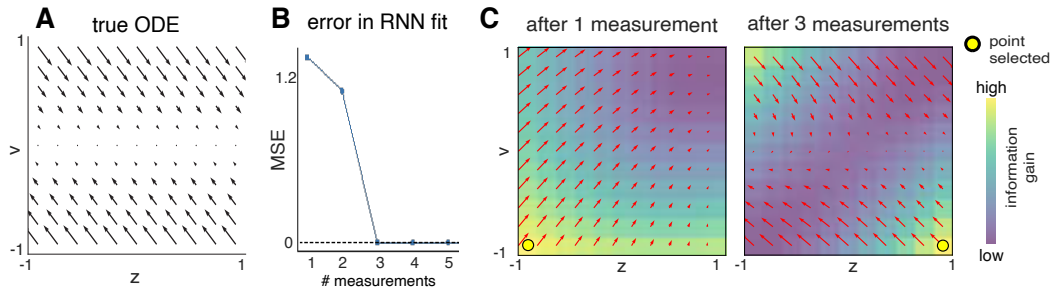 A
true ODE
1
v
-1
-1
z
1
B
error in RNN fit
1.2
MSE
0
1 2 3 4 5
# measurements
C
after 1 measurement
1
v
-1
-1
z
1
after 3 measurements
-1
z
1
point
selected
high
information
gain
low